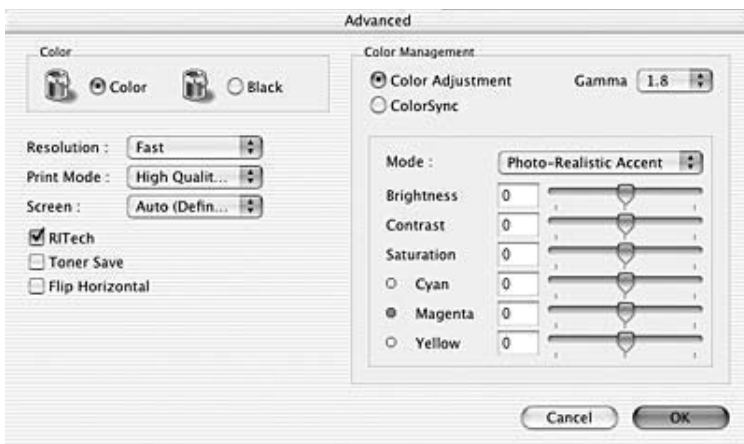 Advanced
Color
Color
Black
Resolution :
Fast
Print Mode :
High Qualit...
Screen :
Auto (Defin...
RITech
Toner Save
Flip Horizontal
Color Management
Color Adjustment
Gamma
1.8
ColorSync
Mode :
Photo-Realistic Accent
Brightness
0
Contrast
0
Saturation
0
Cyan
0
Magenta
0
Yellow
0
Cancel
OK